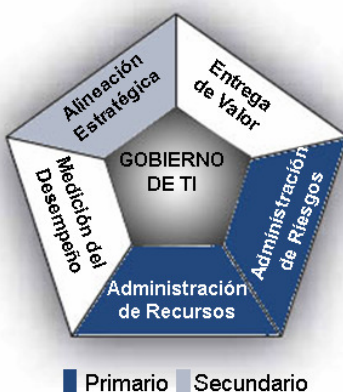 Alineación
Estratégica
Entrega
de Valor
GOBIERNO
DE TI
Medición del
Desempeño
Administración
de Riesgos
Administración
de Recursos
Primario
Secundario